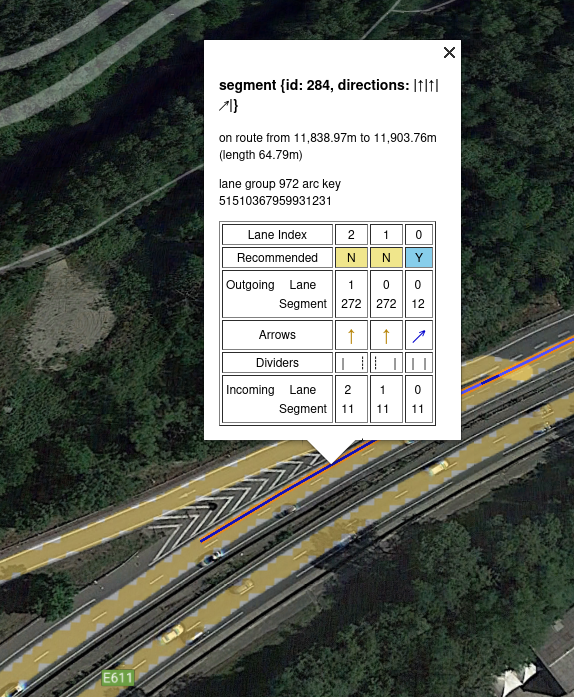 segment {id: 284, directions: |↑|↑|
↗|}
on route from 11,838.97m to 11,903.76m
(length 64.79m)
lane group 972 arc key
51510367959931231
Lane Index 2 1 0
Recommended N N Y
Outgoing Lane 1 0 0
Segment 272 272 12
Arrows ↑ ↑ ↗
Dividers | ┊ ┊ | | |
Incoming Lane 2 1 0
Segment 11 11 11
E611